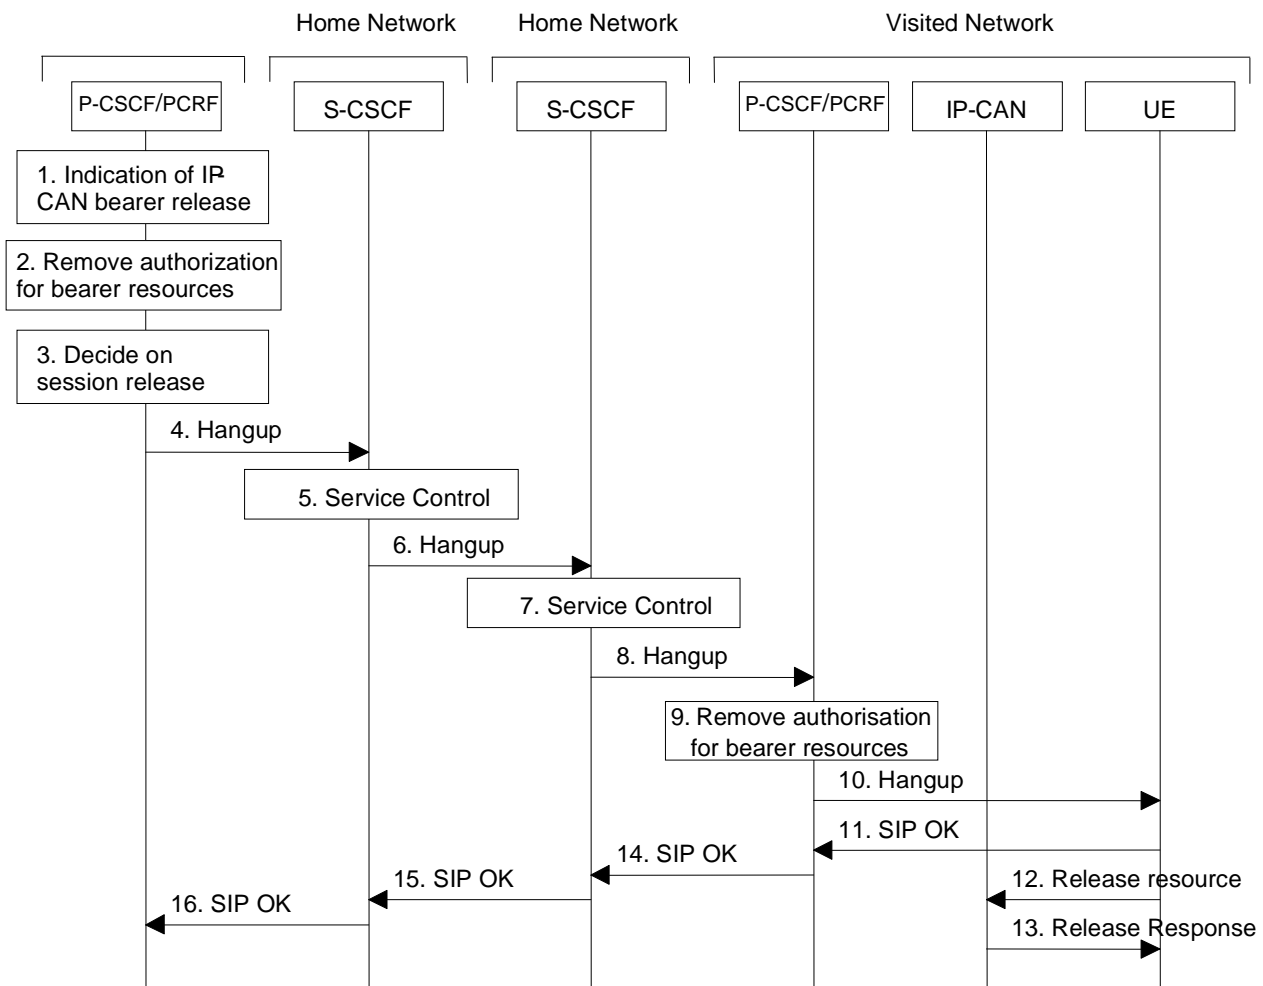 Home Network
Home Network
Visited Network
P-CSCF/PCRF
S-CSCF
S-CSCF
P-CSCF/PCRF
IP-CAN
UE
1. Indication of IP-
CAN bearer release
2. Remove authorization
for bearer resources
3. Decide on
session release
4. Hangup
5. Service Control
6. Hangup
7. Service Control
8. Hangup
9. Remove authorisation
for bearer resources
10. Hangup
11. SIP OK
14. SIP OK
15. SIP OK
12. Release resource
16. SIP OK
13. Release Response